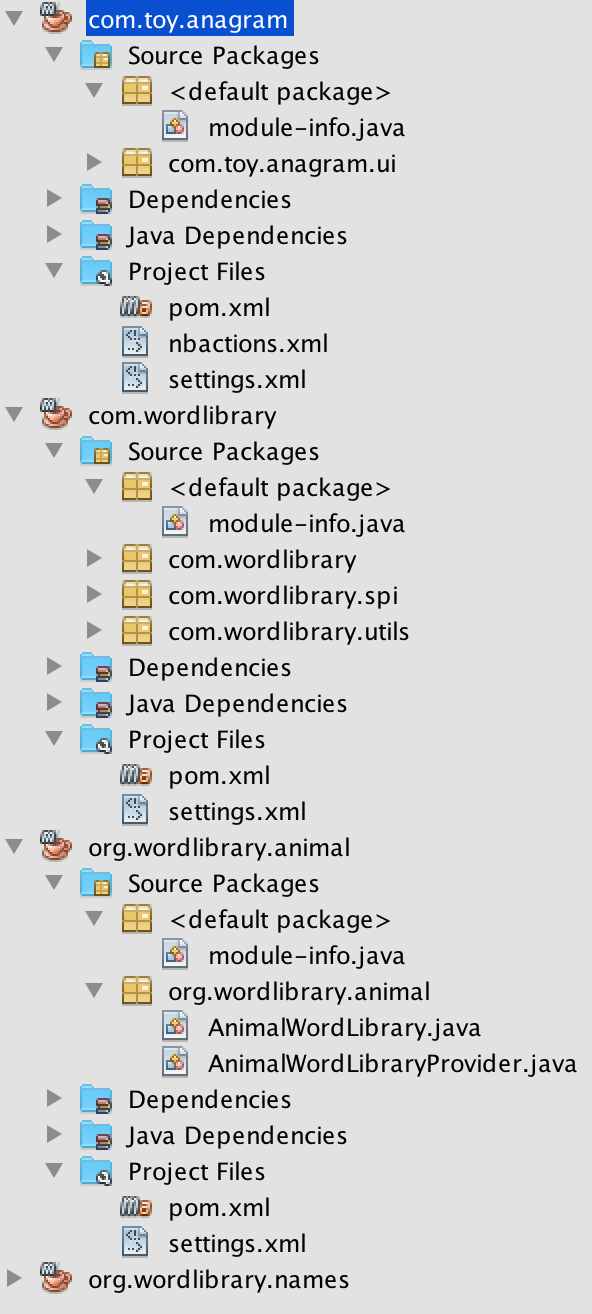 com.toy.anagram
Source Packages
<default package>
module-info.java
com.toy.anagram.ui
Dependencies
Java Dependencies
Project Files
pom.xml
nbactions.xml
settings.xml
com.wordlibrary
Source Packages
<default package>
module-info.java
com.wordlibrary
com.wordlibrary.spi
com.wordlibrary.utils
Dependencies
Java Dependencies
Project Files
pom.xml
settings.xml
org.wordlibrary.animal
Source Packages
<default package>
module-info.java
org.wordlibrary.animal
AnimalWordLibrary.java
AnimalWordLibraryProvider.java
Dependencies
Java Dependencies
Project Files
pom.xml
settings.xml
org.wordlibrary.names